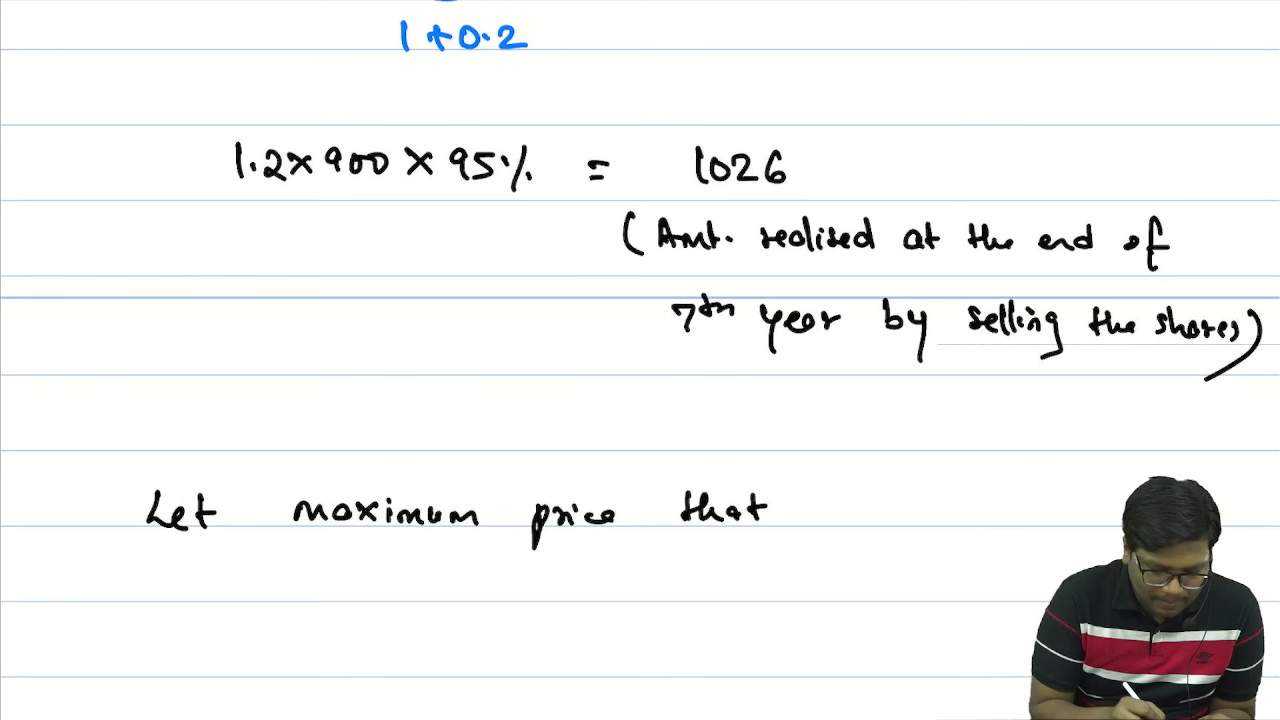 1 + 0.2
1.2 × 900 × 95% = 1026
(Amt. realised at the end of
7th year by selling the shares)
Let maximum price that